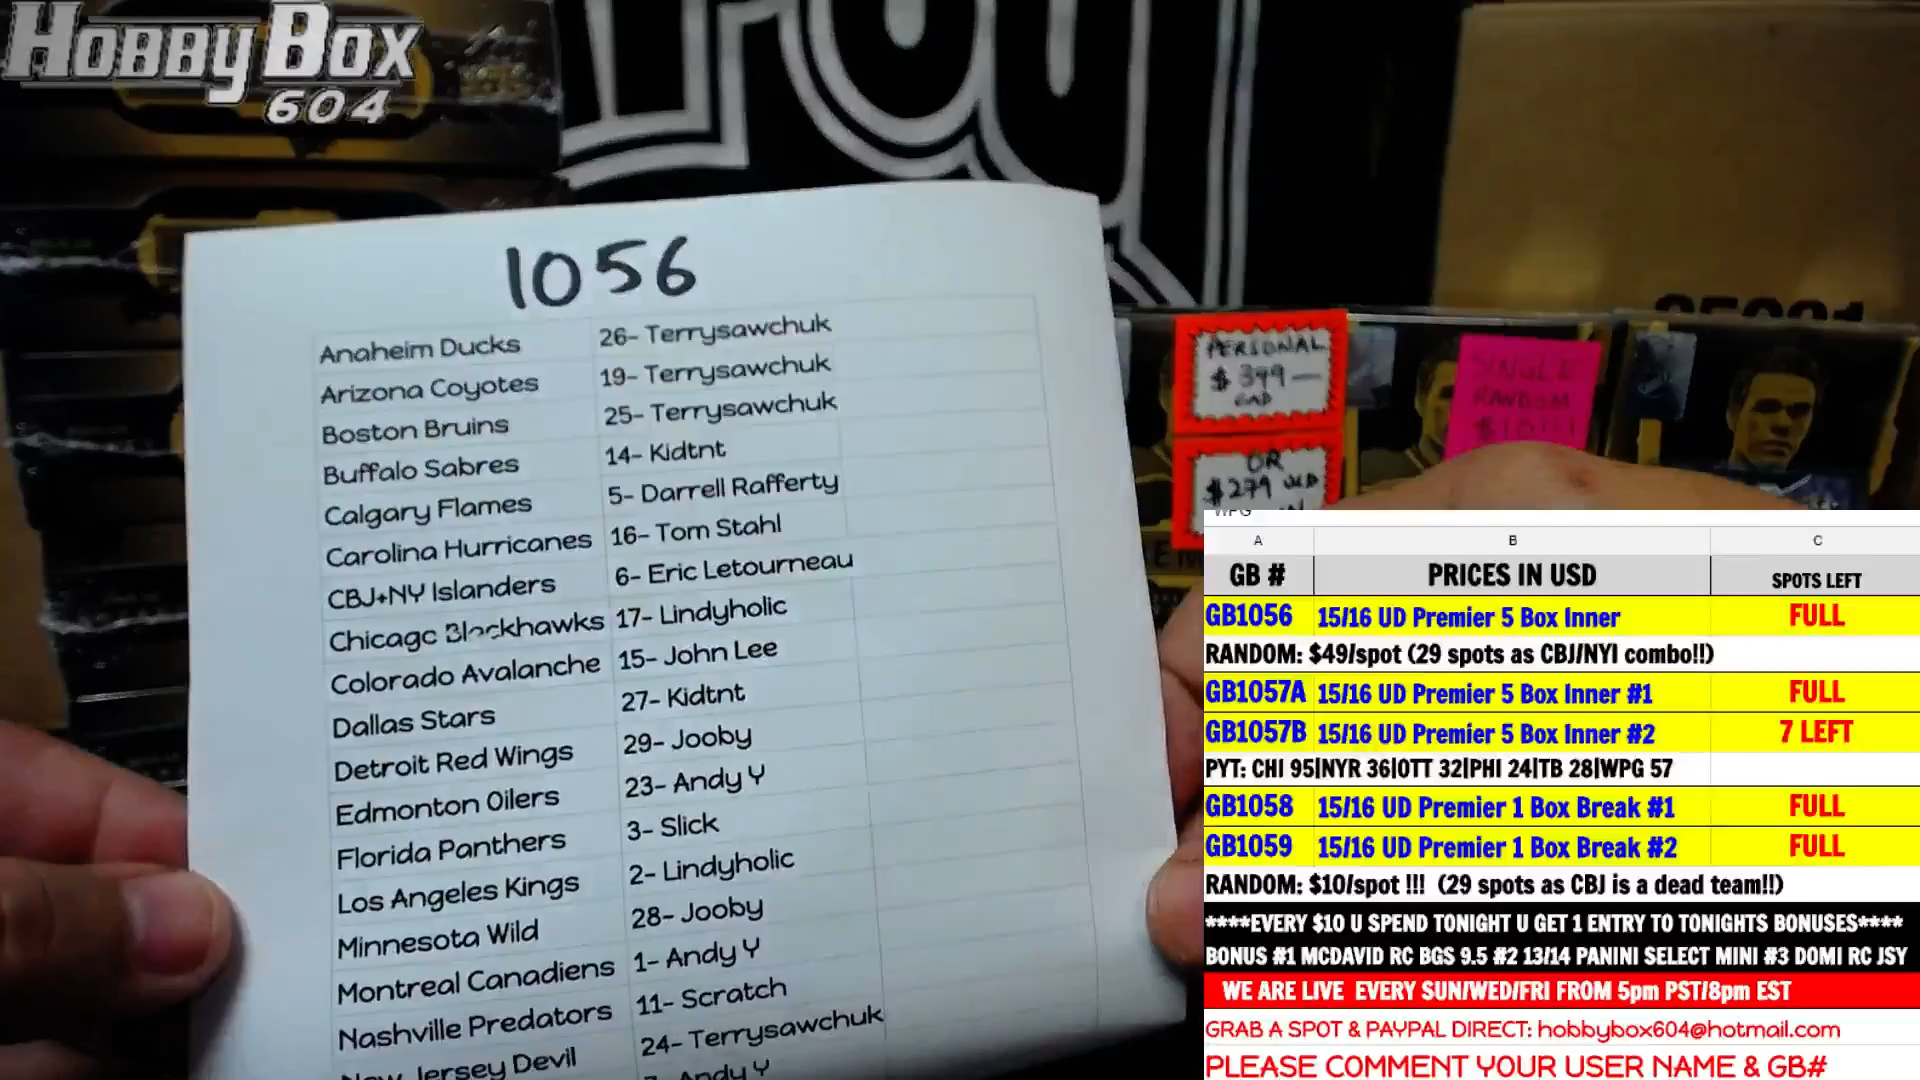 HOBBY BOX
604
1056
Anaheim Ducks 26- Terrysawchuk
Arizona Coyotes 19- Terrysawchuk
Boston Bruins 25- Terrysawchuk
Buffalo Sabres 14- Kidtnt
Calgary Flames 5- Darrell Rafferty
Carolina Hurricanes 16- Tom Stahl
CBJ+NY Islanders 6- Eric Letourneau
Chicago Blackhawks 17- Lindyholic
Colorado Avalanche 15- John Lee
Dallas Stars 27- Kidtnt
Detroit Red Wings 29- Jooby
Edmonton Oilers 23- Andy Y
Florida Panthers 3- Slick
Los Angeles Kings 2- Lindyholic
Minnesota Wild 28- Jooby
Montreal Canadiens 1- Andy Y
Nashville Predators 11- Scratch
New Jersey Devil 24- Terrysawchuk
Andy Y
PERSONAL
$399—
CAD
OR
$279
SINGLE
RANDOM
WPG
A B C
GB # PRICES IN USD SPOTS LEFT
GB1056 15/16 UD Premier 5 Box Inner FULL
RANDOM: $49/spot (29 spots as CBJ/NYI combo!!)
GB1057A 15/16 UD Premier 5 Box Inner #1 FULL
GB1057B 15/16 UD Premier 5 Box Inner #2 7 LEFT
PYT: CHI 95|NYR 36|OTT 32|PHI 24|TB 28|WPG 57
GB1058 15/16 UD Premier 1 Box Break #1 FULL
GB1059 15/16 UD Premier 1 Box Break #2 FULL
RANDOM: $10/spot !!! (29 spots as CBJ is a dead team!!)
****EVERY $10 U SPEND TONIGHT U GET 1 ENTRY TO TONIGHTS BONUSES****
BONUS #1 MCDAVID RC BGS 9.5 #2 13/14 PANINI SELECT MINI #3 DOMI RC JSY
WE ARE LIVE EVERY SUN/WED/FRI FROM 5pm PST/8pm EST
GRAB A SPOT & PAYPAL DIRECT: hobbybox604@hotmail.com
PLEASE COMMENT YOUR USER NAME & GB#